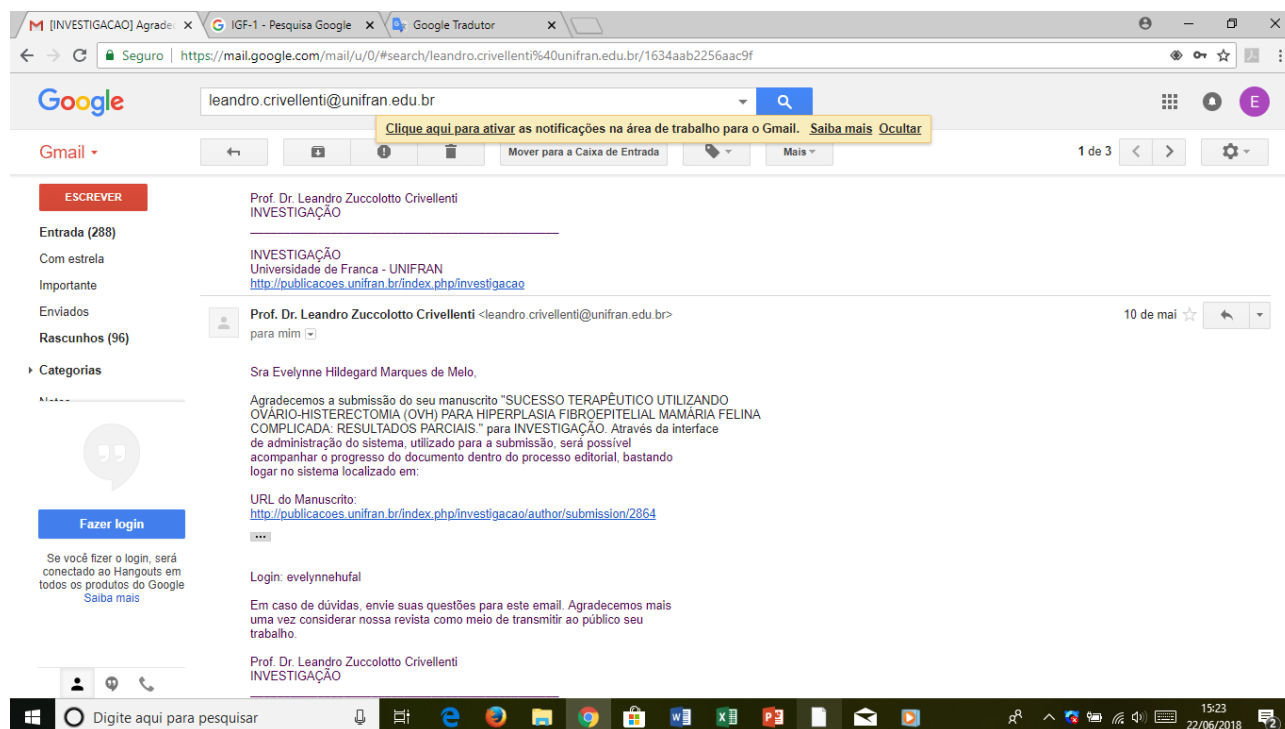 [INVESTIGACAO] Agradec
IGF-1 - Pesquisa Google
Google Tradutor
Seguro
https://mail.google.com/mail/u/0/#search/leandro.crivellenti%40unifran.edu.br/1634aab2256aac9f
Google
leandro.crivellenti@unifran.edu.br
E
Clique aqui para ativar as notificações na área de trabalho para o Gmail. Saiba mais Ocultar
Gmail
Mover para a Caixa de Entrada
Mais
1 de 3
ESCREVER
Entrada (288)
Com estrela
Importante
Enviados
Rascunhos (96)
Categorias
Prof. Dr. Leandro Zuccolotto Crivellenti
INVESTIGAÇÃO
INVESTIGAÇÃO
Universidade de Franca - UNIFRAN
http://publicacoes.unifran.br/index.php/investigacao
Prof. Dr. Leandro Zuccolotto Crivellenti <leandro.crivellenti@unifran.edu.br>
10 de mai
para mim
Sra Evelynne Hildegard Marques de Melo,
Agradecemos a submissão do seu manuscrito "SUCESSO TERAPÊUTICO UTILIZANDO
OVÁRIO-HISTERECTOMIA (OVH) PARA HIPERPLASIA FIBROEPITELIAL MAMÁRIA FELINA
COMPLICADA: RESULTADOS PARCIAIS." para INVESTIGAÇÃO. Através da interface
de administração do sistema, utilizado para a submissão, será possível
acompanhar o progresso do documento dentro do processo editorial, bastando
logar no sistema localizado em:
URL do Manuscrito:
http://publicacoes.unifran.br/index.php/investigacao/author/submission/2864
Login: evelynnehufal
Em caso de dúvidas, envie suas questões para este email. Agradecemos mais
uma vez considerar nossa revista como meio de transmitir ao público seu
trabalho.
Prof. Dr. Leandro Zuccolotto Crivellenti
INVESTIGAÇÃO
Fazer login
Se você fizer o login, será
conectado ao Hangouts em
todos os produtos do Google
Saiba mais
Digite aqui para pesquisar
15:23
22/06/2018